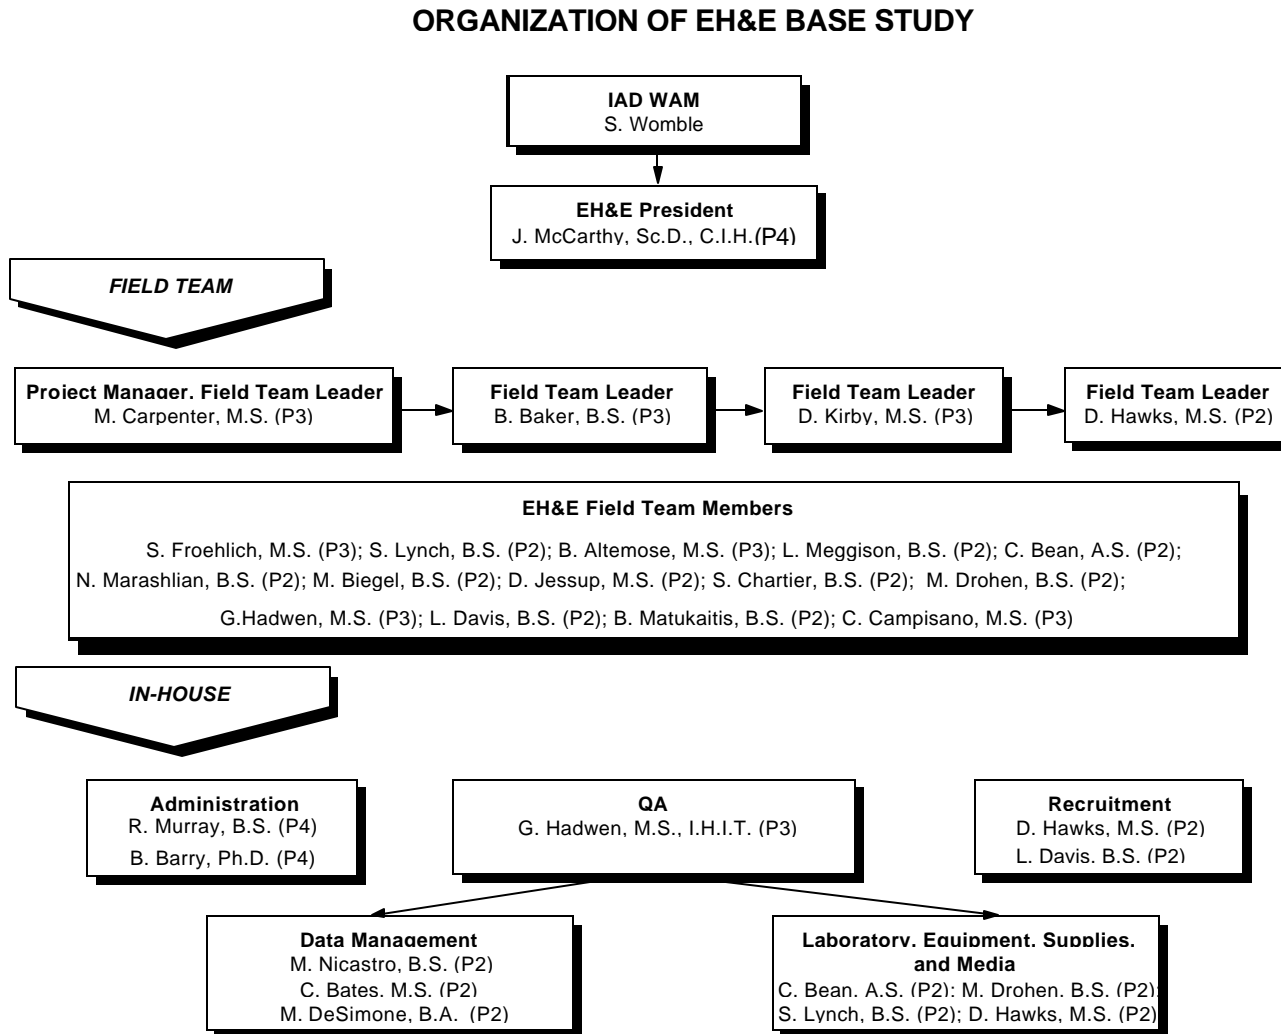 ORGANIZATION OF EH&E BASE STUDY
IAD WAM
S. Womble
EH&E President
J. McCarthy, Sc.D., C.I.H.(P4)
FIELD TEAM
Project Manager, Field Team Leader
M. Carpenter, M.S. (P3)
Field Team Leader
B. Baker, B.S. (P3)
Field Team Leader
D. Kirby, M.S. (P3)
Field Team Leader
D. Hawks, M.S. (P2)
EH&E Field Team Members
S. Froehlich, M.S. (P3); S. Lynch, B.S. (P2); B. Altemose, M.S. (P3); L. Meggison, B.S. (P2); C. Bean, A.S. (P2);
N. Marashlian, B.S. (P2); M. Biegel, B.S. (P2); D. Jessup, M.S. (P2); S. Chartier, B.S. (P2); M. Drohen, B.S. (P2);
G.Hadwen, M.S. (P3); L. Davis, B.S. (P2); B. Matukaitis, B.S. (P2); C. Campisano, M.S. (P3)
IN-HOUSE
Administration
R. Murray, B.S. (P4)
B. Barry, Ph.D. (P4)
QA
G. Hadwen, M.S., I.H.I.T. (P3)
Recruitment
D. Hawks, M.S. (P2)
L. Davis, B.S. (P2)
Data Management
M. Nicastro, B.S. (P2)
C. Bates, M.S. (P2)
M. DeSimone, B.A. (P2)
Laboratory, Equipment, Supplies,
and Media
C. Bean, A.S. (P2); M. Drohen, B.S. (P2);
S. Lynch, B.S. (P2); D. Hawks, M.S. (P2)